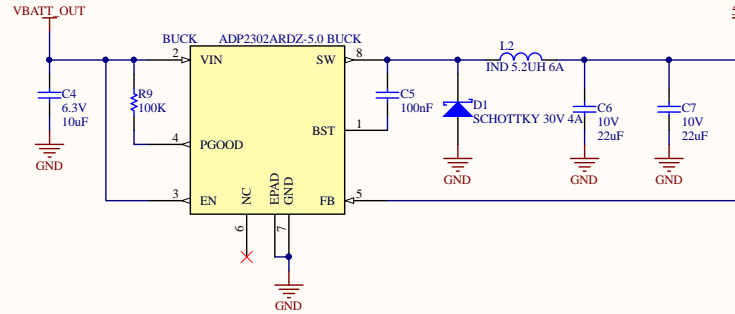 VBATT_OUT
BUCK
ADP2302ARDZ-5.0 BUCK
2
VIN
SW
8
L2
IND 5.2UH 6A
C4
6.3V
10uF
R9
100K
C5
100nF
D1
SCHOTTKY 30V 4A
C6
10V
22uF
C7
10V
22uF
4
PGOOD
BST
1
3
EN
NC
EPAD
GND
FB
5
6
7
GND
GND
GND
GND
GND